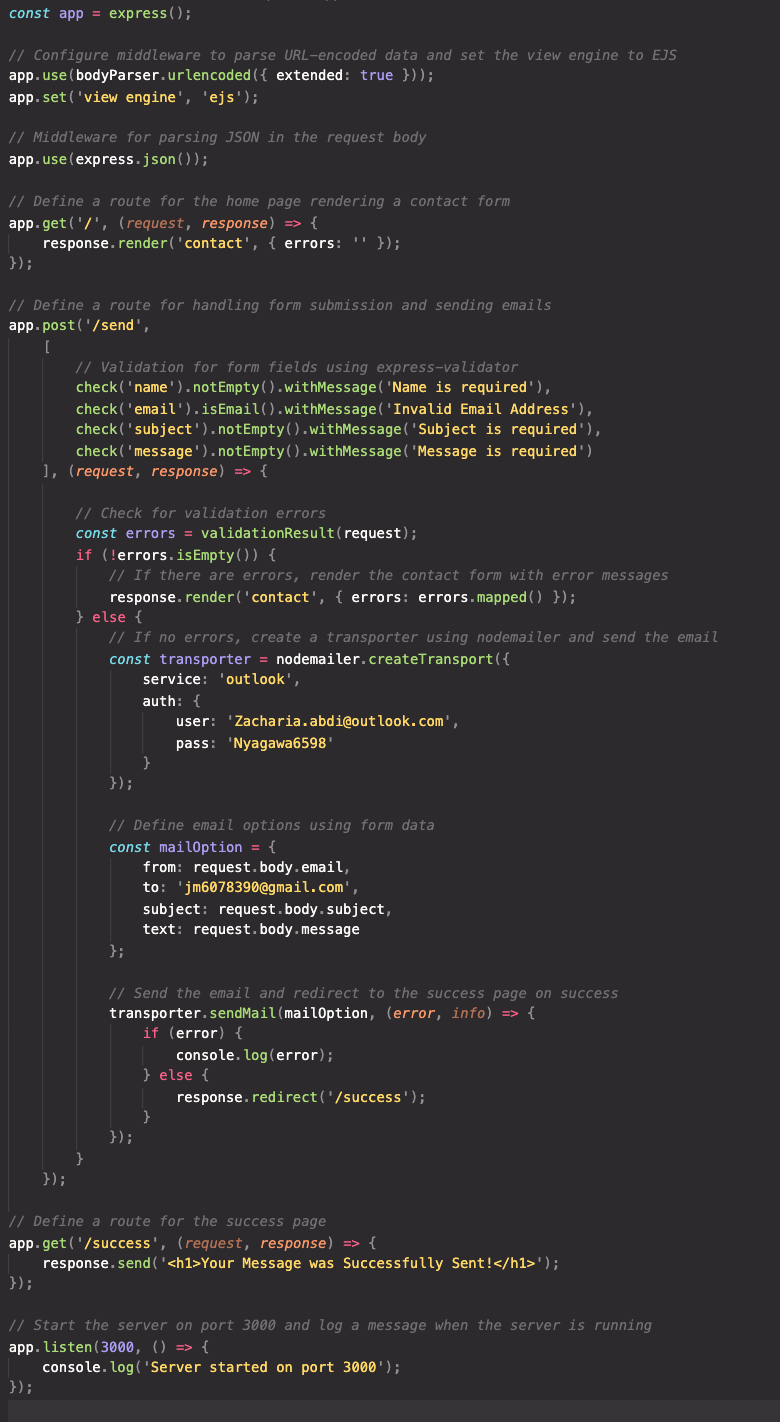 const app = express();

// Configure middleware to parse URL-encoded data and set the view engine to EJS
app.use(bodyParser.urlencoded({ extended: true }));
app.set('view engine', 'ejs');

// Middleware for parsing JSON in the request body
app.use(express.json());

// Define a route for the home page rendering a contact form
app.get('/', (request, response) => {
    response.render('contact', { errors: '' });
});

// Define a route for handling form submission and sending emails
app.post('/send',
    [
        // Validation for form fields using express-validator
        check('name').notEmpty().withMessage('Name is required'),
        check('email').isEmail().withMessage('Invalid Email Address'),
        check('subject').notEmpty().withMessage('Subject is required'),
        check('message').notEmpty().withMessage('Message is required')
    ], (request, response) => {

        // Check for validation errors
        const errors = validationResult(request);
        if (!errors.isEmpty()) {
            // If there are errors, render the contact form with error messages
            response.render('contact', { errors: errors.mapped() });
        } else {
            // If no errors, create a transporter using nodemailer and send the email
            const transporter = nodemailer.createTransport({
                service: 'outlook',
                auth: {
                    user: 'Zacharia.abdi@outlook.com',
                    pass: 'Nyagawa6598'
                }
            });

            // Define email options using form data
            const mailOption = {
                from: request.body.email,
                to: 'jm6078390@gmail.com',
                subject: request.body.subject,
                text: request.body.message
            };

            // Send the email and redirect to the success page on success
            transporter.sendMail(mailOption, (error, info) => {
                if (error) {
                    console.log(error);
                } else {
                    response.redirect('/success');
                }
            });
        }
    });

// Define a route for the success page
app.get('/success', (request, response) => {
    response.send('<h1>Your Message was Successfully Sent!</h1>');
});

// Start the server on port 3000 and log a message when the server is running
app.listen(3000, () => {
    console.log('Server started on port 3000');
});